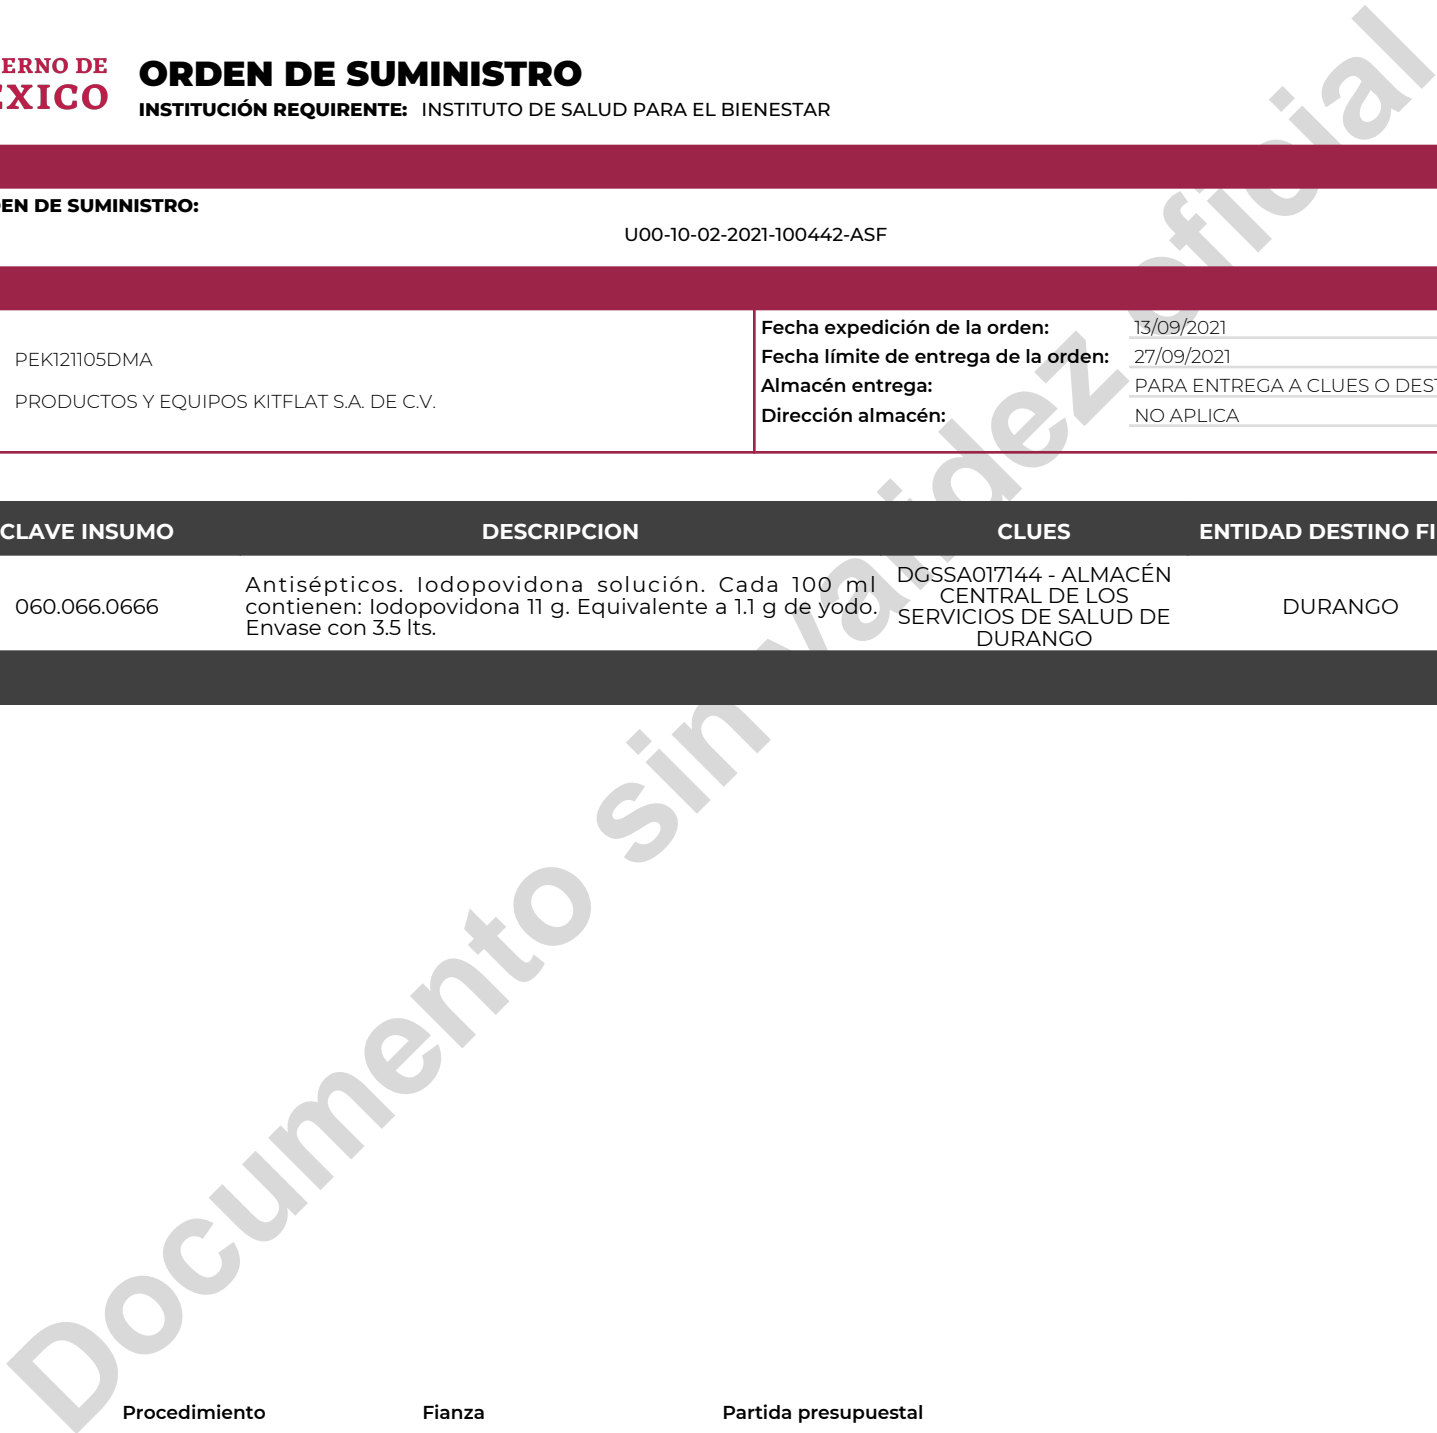 ERNO DE
XICO
ORDEN DE SUMINISTRO
INSTITUCIÓN REQUIRENTE: INSTITUTO DE SALUD PARA EL BIENESTAR
EN DE SUMINISTRO:
U00-10-02-2021-100442-ASF
PEK121105DMA
PRODUCTOS Y EQUIPOS KITFLAT S.A. DE C.V.
Fecha expedición de la orden: 13/09/2021
Fecha límite de entrega de la orden: 27/09/2021
Almacén entrega: PARA ENTREGA A CLUES O DEST
Dirección almacén: NO APLICA
CLAVE INSUMO DESCRIPCION CLUES ENTIDAD DESTINO FI
060.066.0666
Antisépticos. Iodopovidona solución. Cada 100 ml
contienen: Iodopovidona 11 g. Equivalente a 1.1 g de yodo.
Envase con 3.5 lts.
DGSSA017144 - ALMACÉN
CENTRAL DE LOS
SERVICIOS DE SALUD DE
DURANGO
DURANGO
Documento sin validez oficial
Procedimiento Fianza Partida presupuestal